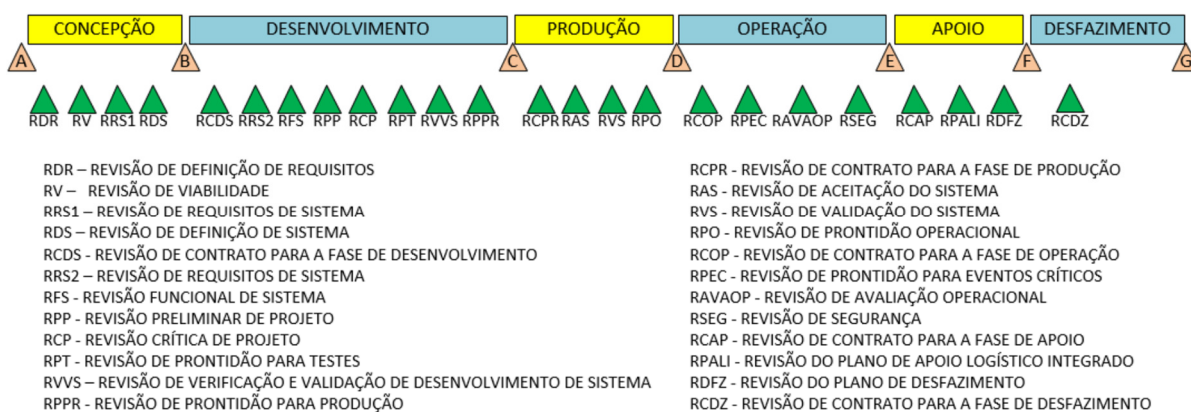 CONCEPÇÃO DESENVOLVIMENTO PRODUÇÃO OPERAÇÃO APOIO DESFAZIMENTO
A B C D E F G
RDR RV RRS1 RDS RCDS RRS2 RFS RPP RCP RPT RVVS RPPR RCPR RAS RVS RPO RCOP RPEC RAVAOP RSEG RCAP RPALI RDFZ RCDZ
RDR – REVISÃO DE DEFINIÇÃO DE REQUISITOS
RV – REVISÃO DE VIABILIDADE
RRS1 – REVISÃO DE REQUISITOS DE SISTEMA
RDS – REVISÃO DE DEFINIÇÃO DE SISTEMA
RCDS - REVISÃO DE CONTRATO PARA A FASE DE DESENVOLVIMENTO
RRS2 – REVISÃO DE REQUISITOS DE SISTEMA
RFS - REVISÃO FUNCIONAL DE SISTEMA
RPP - REVISÃO PRELIMINAR DE PROJETO
RCP - REVISÃO CRÍTICA DE PROJETO
RPT - REVISÃO DE PRONTIDÃO PARA TESTES
RVVS – REVISÃO DE VERIFICAÇÃO E VALIDAÇÃO DE DESENVOLVIMENTO DE SISTEMA
RPPR - REVISÃO DE PRONTIDÃO PARA PRODUÇÃO
RCPR - REVISÃO DE CONTRATO PARA A FASE DE PRODUÇÃO
RAS - REVISÃO DE ACEITAÇÃO DO SISTEMA
RVS - REVISÃO DE VALIDAÇÃO DO SISTEMA
RPO - REVISÃO DE PRONTIDÃO OPERACIONAL
RCOP - REVISÃO DE CONTRATO PARA A FASE DE OPERAÇÃO
RPEC - REVISÃO DE PRONTIDÃO PARA EVENTOS CRÍTICOS
RAVAOP - REVISÃO DE AVALIAÇÃO OPERACIONAL
RSEG - REVISÃO DE SEGURANÇA
RCAP - REVISÃO DE CONTRATO PARA A FASE DE APOIO
RPALI - REVISÃO DO PLANO DE APOIO LOGÍSTICO INTEGRADO
RDFZ - REVISÃO DO PLANO DE DESFAZIMENTO
RCDZ - REVISÃO DE CONTRATO PARA A FASE DE DESFAZIMENTO